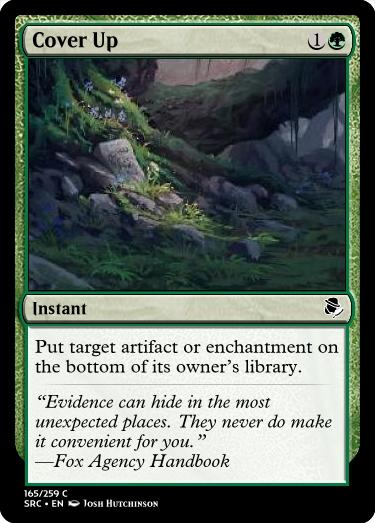 Cover Up 1
Instant
Put target artifact or enchantment on
the bottom of its owner's library.
“Evidence can hide in the most
unexpected places. They never do make
it convenient for you.”
—Fox Agency Handbook
165/259 C
SRC • EN Josh Hutchinson